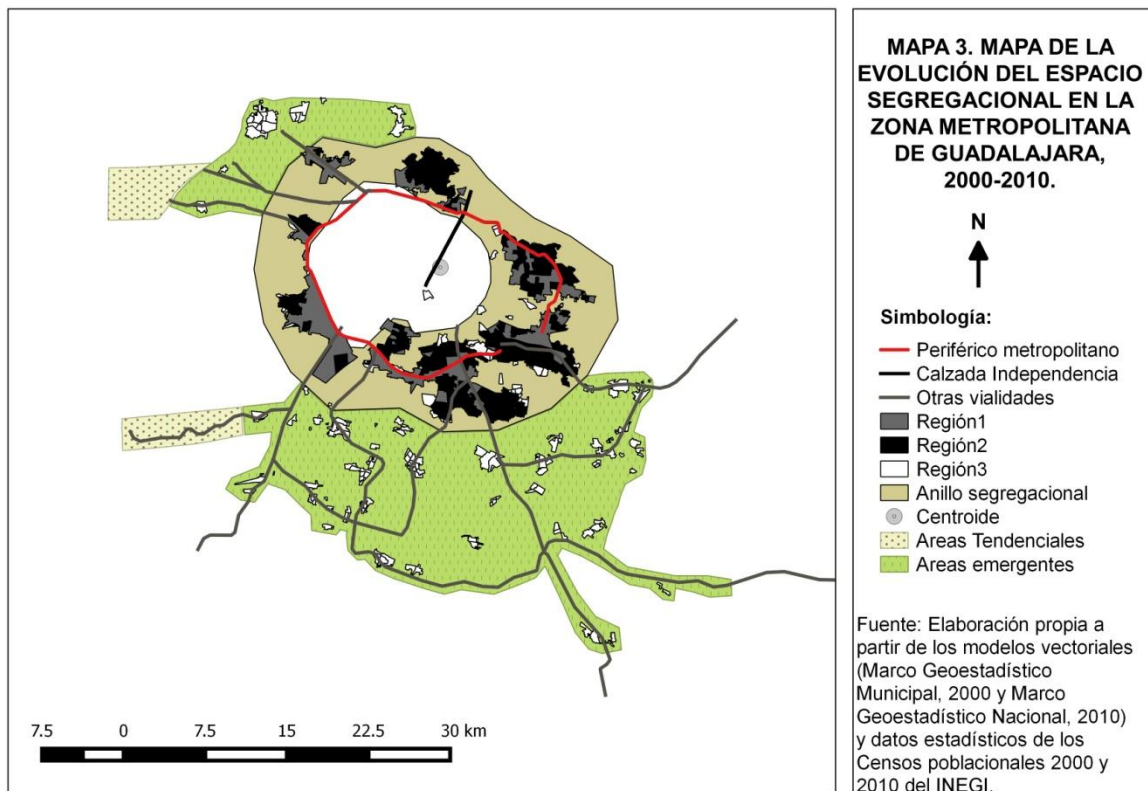 MAPA 3. MAPA DE LA
EVOLUCIÓN DEL ESPACIO
SEGREGACIONAL EN LA
ZONA METROPOLITANA
DE GUADALAJARA,
2000-2010.
N
Simbología:
Periférico metropolitano
Calzada Independencia
Otras vialidades
Región1
Región2
Región3
Anillo segregacional
Centroide
Areas Tendenciales
Areas emergentes
Fuente: Elaboración propia a
partir de los modelos vectoriales
(Marco Geoestadístico
Municipal, 2000 y Marco
Geoestadístico Nacional, 2010)
y datos estadísticos de los
Censos poblacionales 2000 y
2010 del INEGI.
7.5 0 7.5 15 22.5 30 km